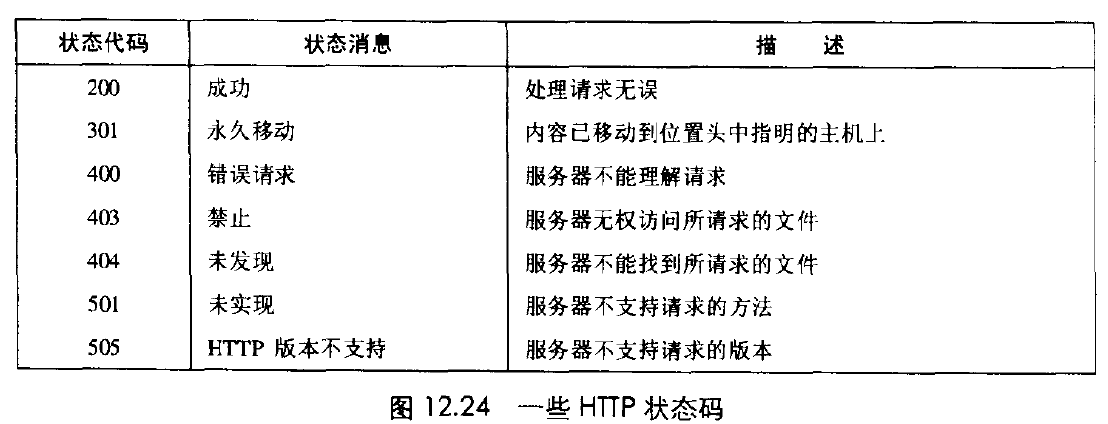 状态代码 状态消息 描 述
200 成功 处理请求无误
301 永久移动 内容已移动到位置头中指明的主机上
400 错误请求 服务器不能理解请求
403 禁止 服务器无权访问所请求的文件
404 未发现 服务器不能找到所请求的文件
501 未实现 服务器不支持请求的方法
505 HTTP 版本不支持 服务器不支持请求的版本
图 12.24 一些 HTTP 状态码